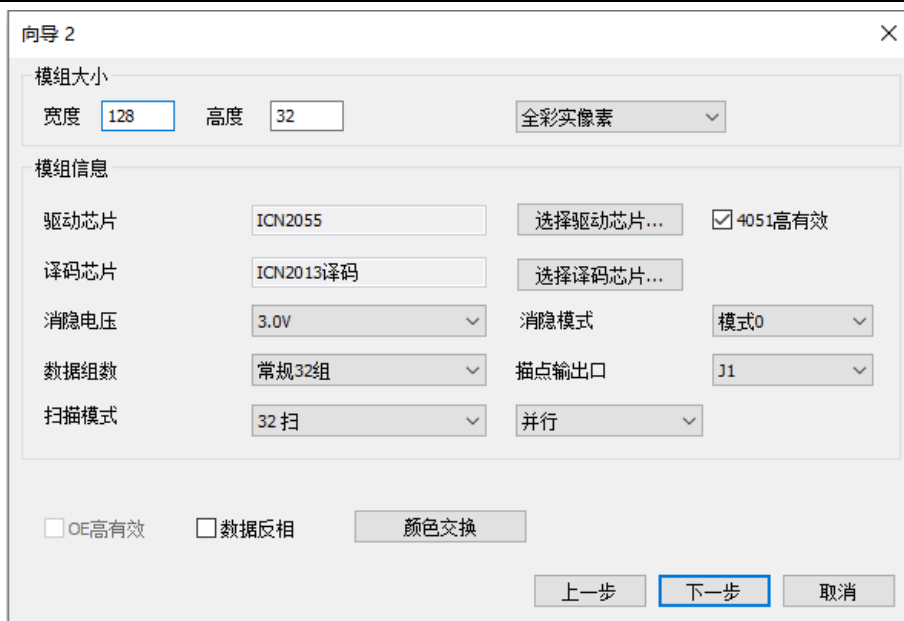 向导 2
模组大小
宽度 128 高度 32 全彩实像素
模组信息
驱动芯片 ICN2055 选择驱动芯片... 4051高有效
译码芯片 ICN2013译码 选择译码芯片...
消隐电压 3.0V 消隐模式 模式0
数据组数 常规32组 描点输出口 J1
扫描模式 32 扫 并行
OE高有效 数据反相 颜色交换
上一步 下一步 取消